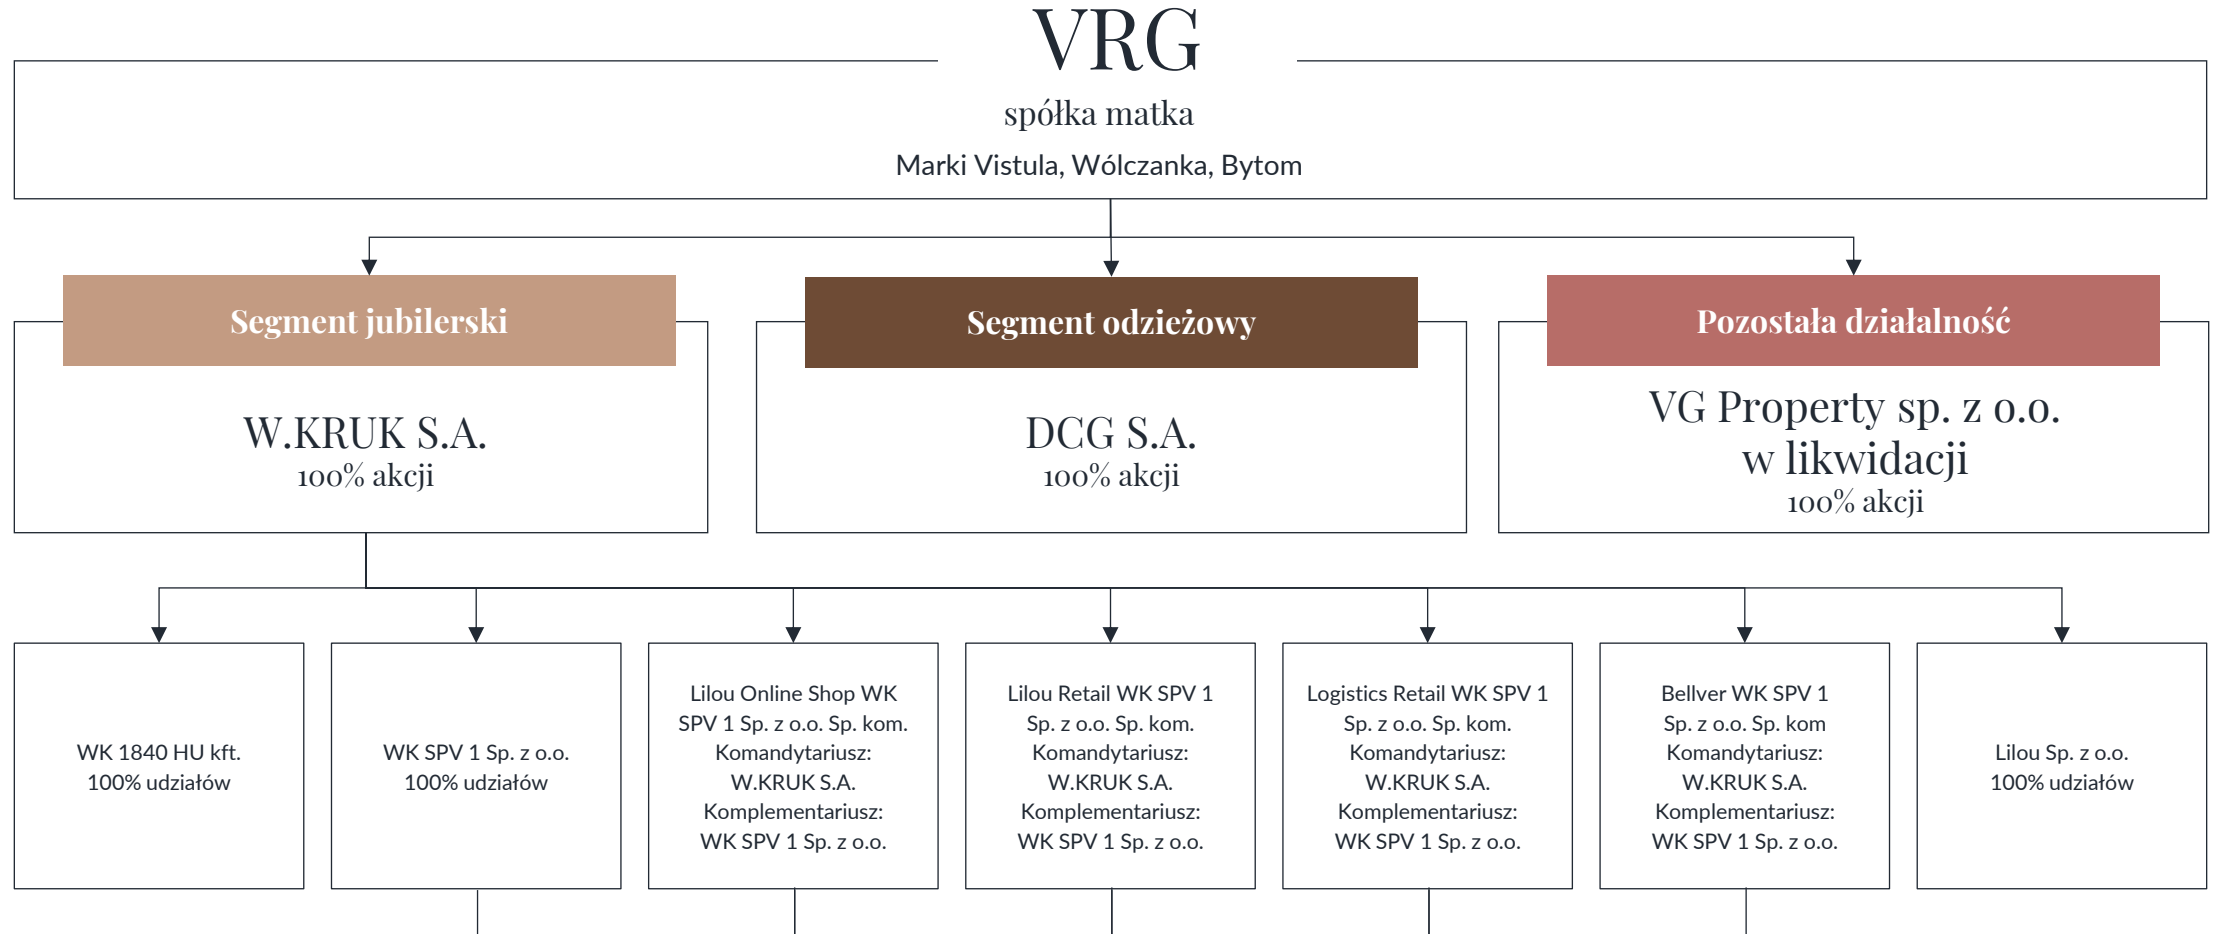 VRG
spółka matka
Marki Vistula, Wólczanka, Bytom
Segment jubilerski
W.KRUK S.A.
100% akcji
Segment odzieżowy
DCG S.A.
100% akcji
Pozostała działalność
VG Property sp. z o.o.
w likwidacji
100% akcji
WK 1840 HU kft.
100% udziałów
WK SPV 1 Sp. z o.o.
100% udziałów
Lilou Online Shop WK
SPV 1 Sp. z o.o. Sp. kom.
Komandytariusz:
W.KRUK S.A.
Komplementariusz:
WK SPV 1 Sp. z o.o.
Lilou Retail WK SPV 1
Sp. z o.o. Sp. kom.
Komandytariusz:
W.KRUK S.A.
Komplementariusz:
WK SPV 1 Sp. z o.o.
Logistics Retail WK SPV 1
Sp. z o.o. Sp. kom.
Komandytariusz:
W.KRUK S.A.
Komplementariusz:
WK SPV 1 Sp. z o.o.
Bellver WK SPV 1
Sp. z o.o. Sp. kom
Komandytariusz:
W.KRUK S.A.
Komplementariusz:
WK SPV 1 Sp. z o.o.
Lilou Sp. z o.o.
100% udziałów